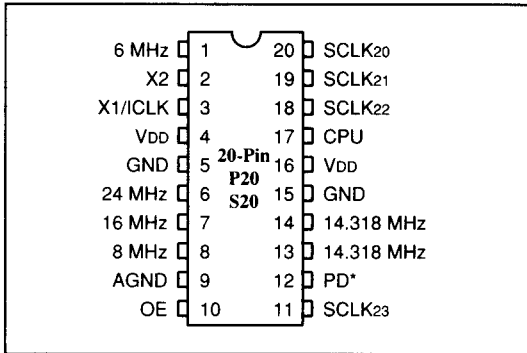 6 MHz 1 20 SCLK20
X2 2 19 SCLK21
X1/ICLK 3 18 SCLK22
VDD 4 17 CPU
GND 5 20-Pin 16 VDD
P20
24 MHz 6 15 GND
S20
16 MHz 7 14 14.318 MHz
8 MHz 8 13 14.318 MHz
AGND 9 12 PD*
OE 10 11 SCLK23